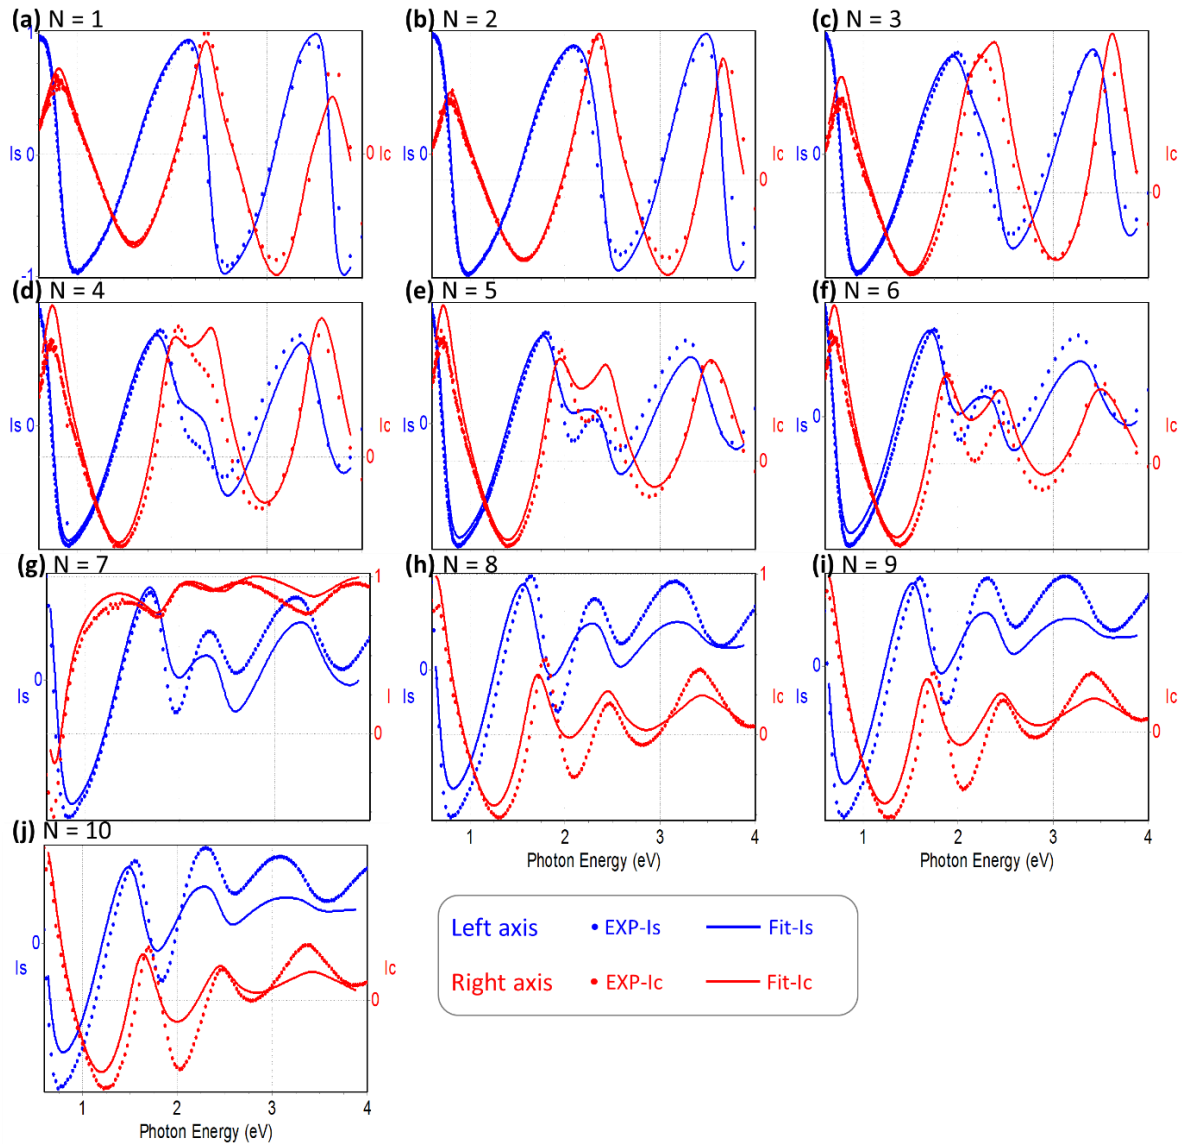 (a) N = 1
(b) N = 2
(c) N = 3
1
Is 0
-1
0
Ic
Is 0
Ic
0
Is 0
Ic
0
(d) N = 4
(e) N = 5
(f) N = 6
Is 0
Ic
0
Is 0
Ic
0
Is 0
Ic
0
(g) N = 7
(h) N = 8
(i) N = 9
0
Is
1
I
0
0
Is
1
Ic
0
0
Is
Ic
0
1 2 3 4
Photon Energy (eV)
1 2 3 4
Photon Energy (eV)
(j) N = 10
0
Is
Ic
0
1 2 3 4
Photon Energy (eV)
Left axis EXP-Is Fit-Is
Right axis EXP-Ic Fit-Ic